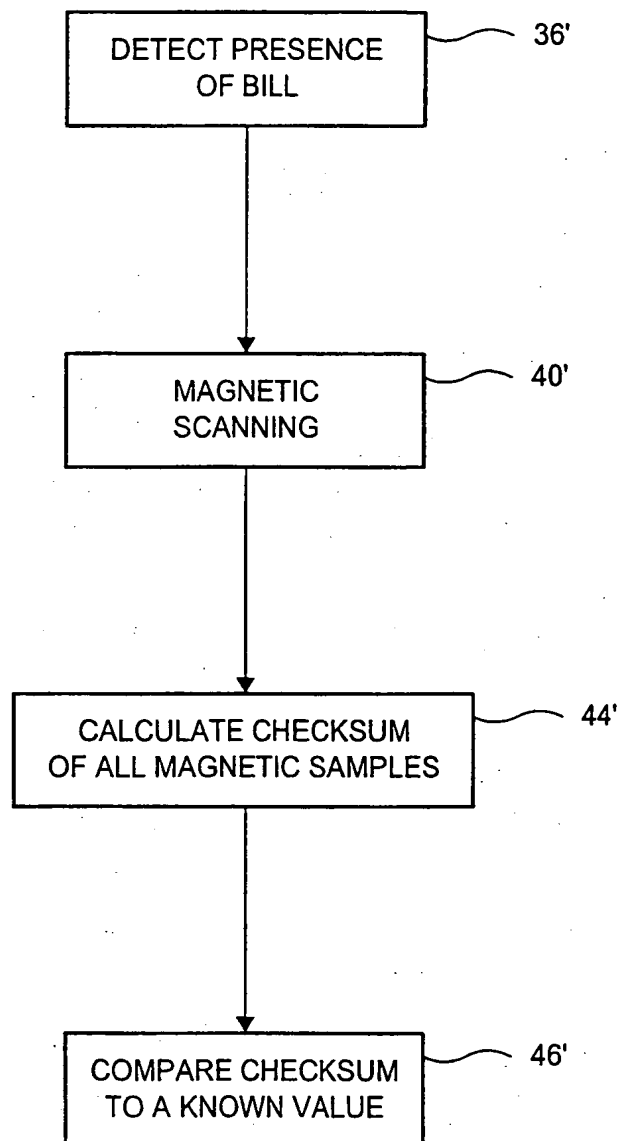 DETECT PRESENCE
OF BILL
36'
MAGNETIC
SCANNING
40'
CALCULATE CHECKSUM
OF ALL MAGNETIC SAMPLES
44'
COMPARE CHECKSUM
TO A KNOWN VALUE
46'